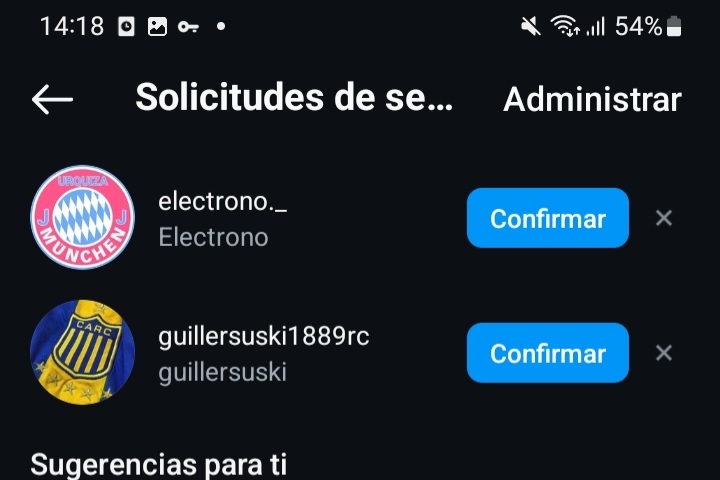 14:18 54%
Solicitudes de se... Administrar
URQUIZA
J J
MUNCHEN
electrono._
Electrono
Confirmar
CARC
guillersuski1889rc
guillersuski
Confirmar
Sugerencias para ti